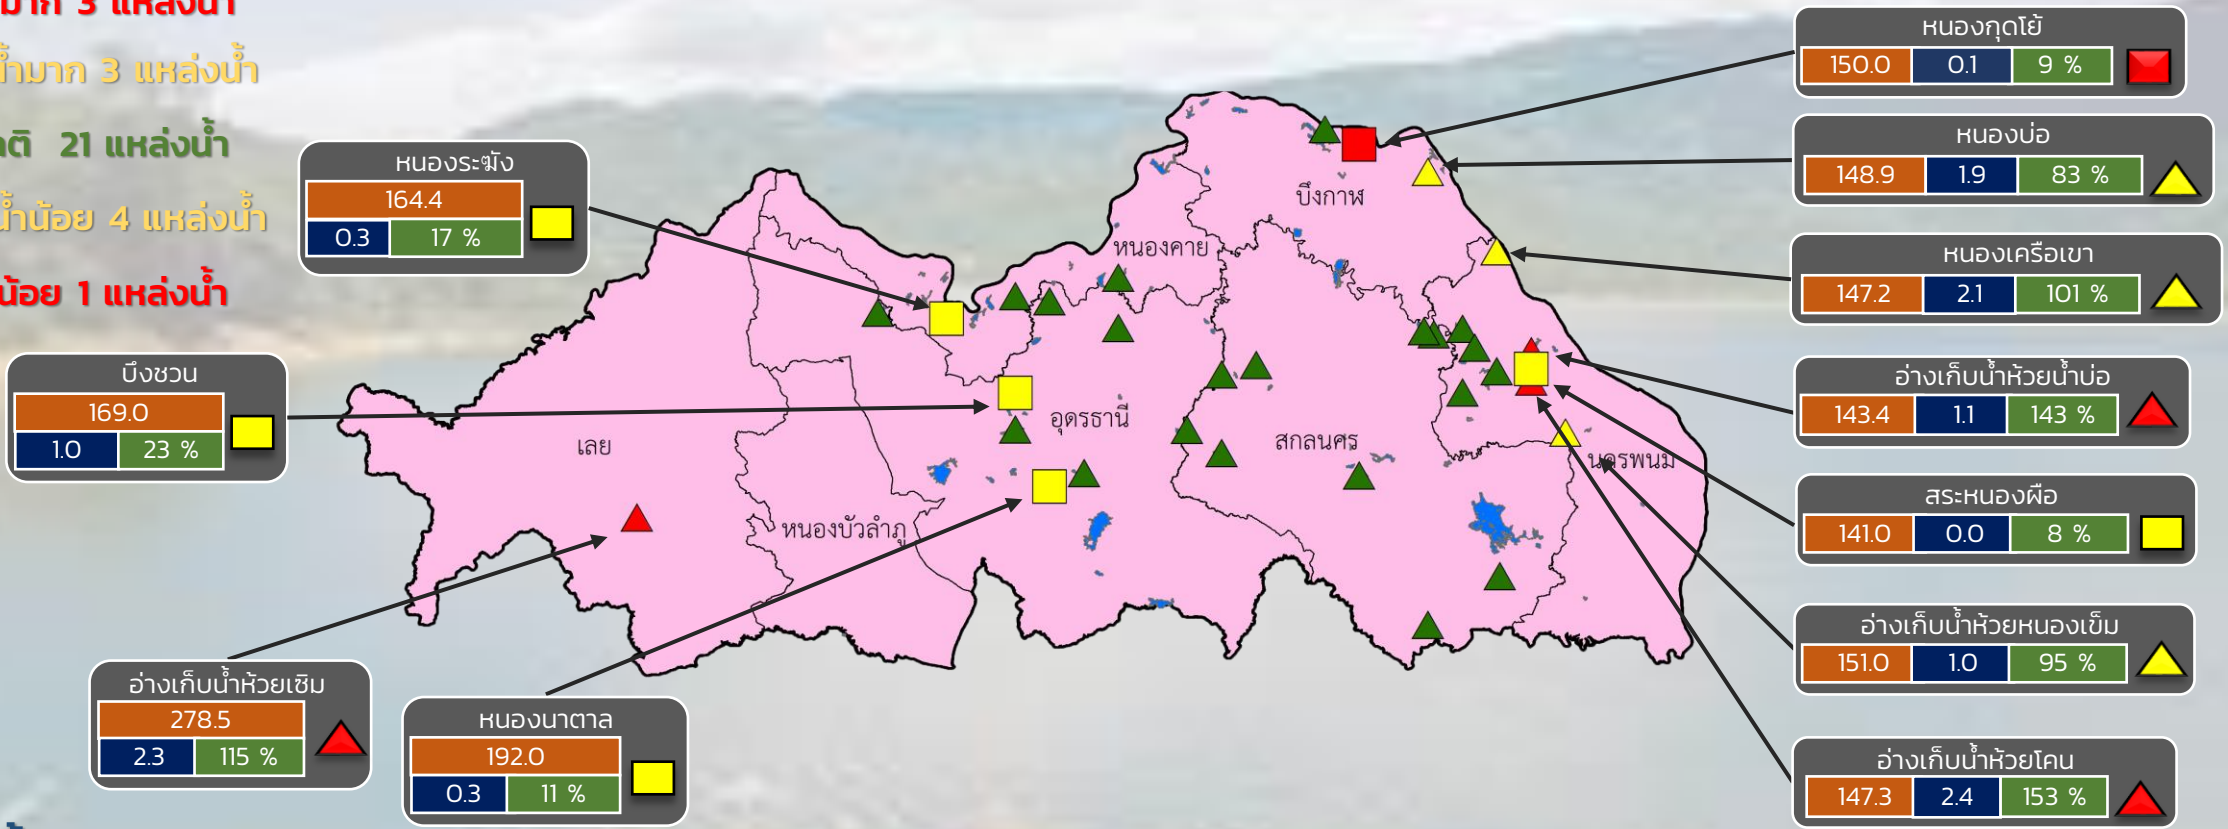 มาก 3 แหล่งน้ำ
น้ำมาก 3 แหล่งน้ำ
21 แหล่งน้ำ
น้ำน้อย 4 แหล่งน้ำ
น้อย 1 แหล่งน้ำ
หนองระฆัง
164.4
0.3 17 %
บึงชวน
169.0
1.0 23 %
อ่างเก็บน้ำห้วยเซิม
278.5
2.3 115 %
หนองนาตาล
192.0
0.3 11 %
บึงกาฬ
หนองคาย
อุดรธานี
เลย
สกลนคร
นครพนม
หนองบัวลำภู
หนองกุดโย้
150.0 0.1 9 %
หนองบ่อ
148.9 1.9 83 %
หนองเครือเขา
147.2 2.1 101 %
อ่างเก็บน้ำห้วยน้ำบ่อ
143.4 1.1 143 %
สระหนองผือ
141.0 0.0 8 %
อ่างเก็บน้ำห้วยหนองเข็ม
151.0 1.0 95 %
อ่างเก็บน้ำห้วยโคน
147.3 2.4 153 %